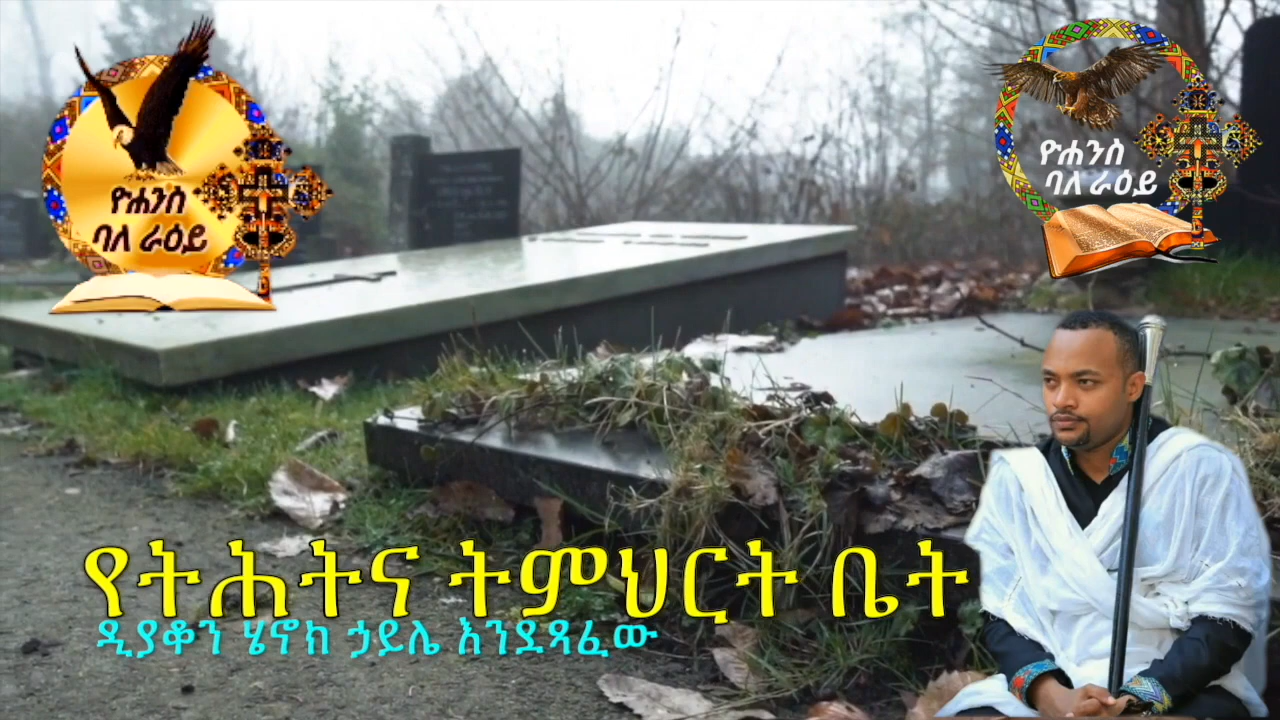 ዮሐንስ
ባለ ራዕይ
ዮሐንስ
ባለ ራዕይ
የትሕትና ትምህርት ቤት
ዲያቆን ሄኖክ ኃይሌ እንደጻፈው